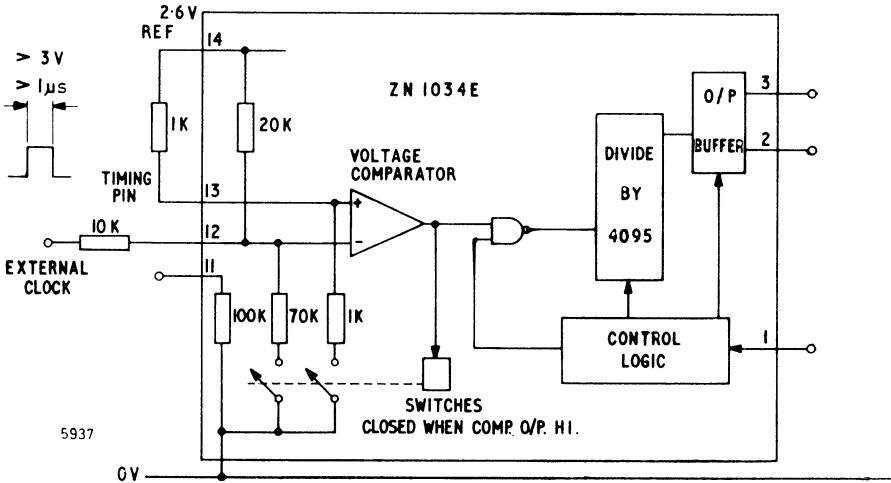 2·6V
REF
14
> 3V
> 1µs
ZN 1034E
3
O/P
BUFFER
2
1K
20K
VOLTAGE
COMPARATOR
DIVIDE
BY
4095
TIMING
PIN
13
+
10K
12
-
EXTERNAL
CLOCK
11
100K
70K
1K
CONTROL
LOGIC
1
SWITCHES
CLOSED WHEN COMP. O/P. HI.
5937
0V